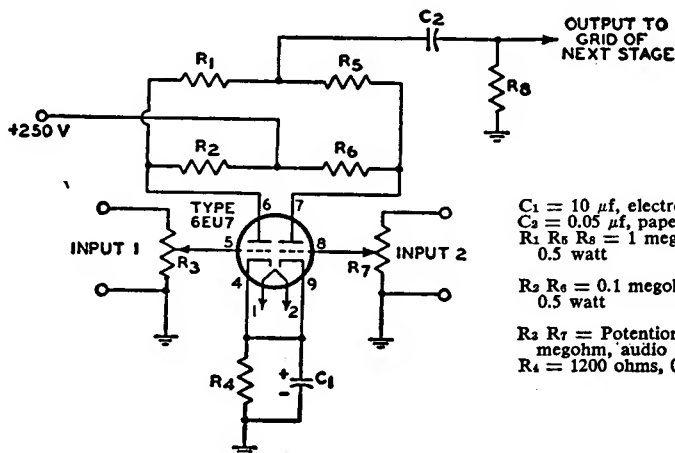 C2
OUTPUT TO
GRID OF
NEXT STAGE
R1
R5
R8
+250 V
R2
R6
TYPE
6EU7
6
7
INPUT 1
R3
5
8
R7
INPUT 2
4
9
1
2
R4
+
-
C1
C1 = 10 μf, electro
C2 = 0.05 μf, pape
R1 R5 R8 = 1 meg
0.5 watt
R2 R6 = 0.1 megoh
0.5 watt
R3 R7 = Potention
megohm, audio
R4 = 1200 ohms, 0